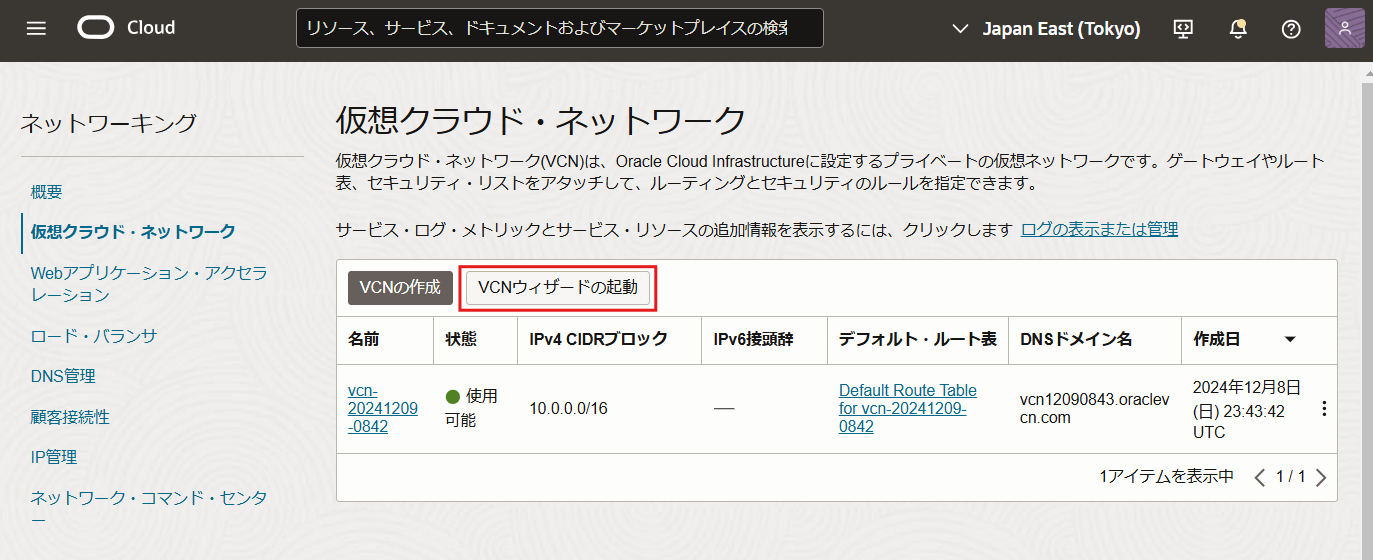 Cloud
リソース、サービス、ドキュメントおよびマーケットプレイスの検索
Japan East (Tokyo)
ネットワーキング
概要
仮想クラウド・ネットワーク
Webアプリケーション・アクセラ
レーション
ロード・バランサ
DNS管理
顧客接続性
IP管理
ネットワーク・コマンド・センタ
ー
仮想クラウド・ネットワーク
仮想クラウド・ネットワーク(VCN)は、Oracle Cloud Infrastructureに設定するプライベートの仮想ネットワークです。ゲートウェイやルート
表、セキュリティ・リストをアタッチして、ルーティングとセキュリティのルールを指定できます。
サービス・ログ・メトリックとサービス・リソースの追加情報を表示するには、クリックします ログの表示または管理
VCNの作成 VCNウィザードの起動
名前 状態 IPv4 CIDRブロック IPv6接頭辞 デフォルト・ルート表 DNSドメイン名 作成日
vcn-
20241209
-0842
使用
可能
10.0.0.0/16
—
Default Route Table
for vcn-20241209-
0842
vcn12090843.oraclev
cn.com
2024年12月8日
(日) 23:43:42
UTC
1アイテムを表示中 1 / 1